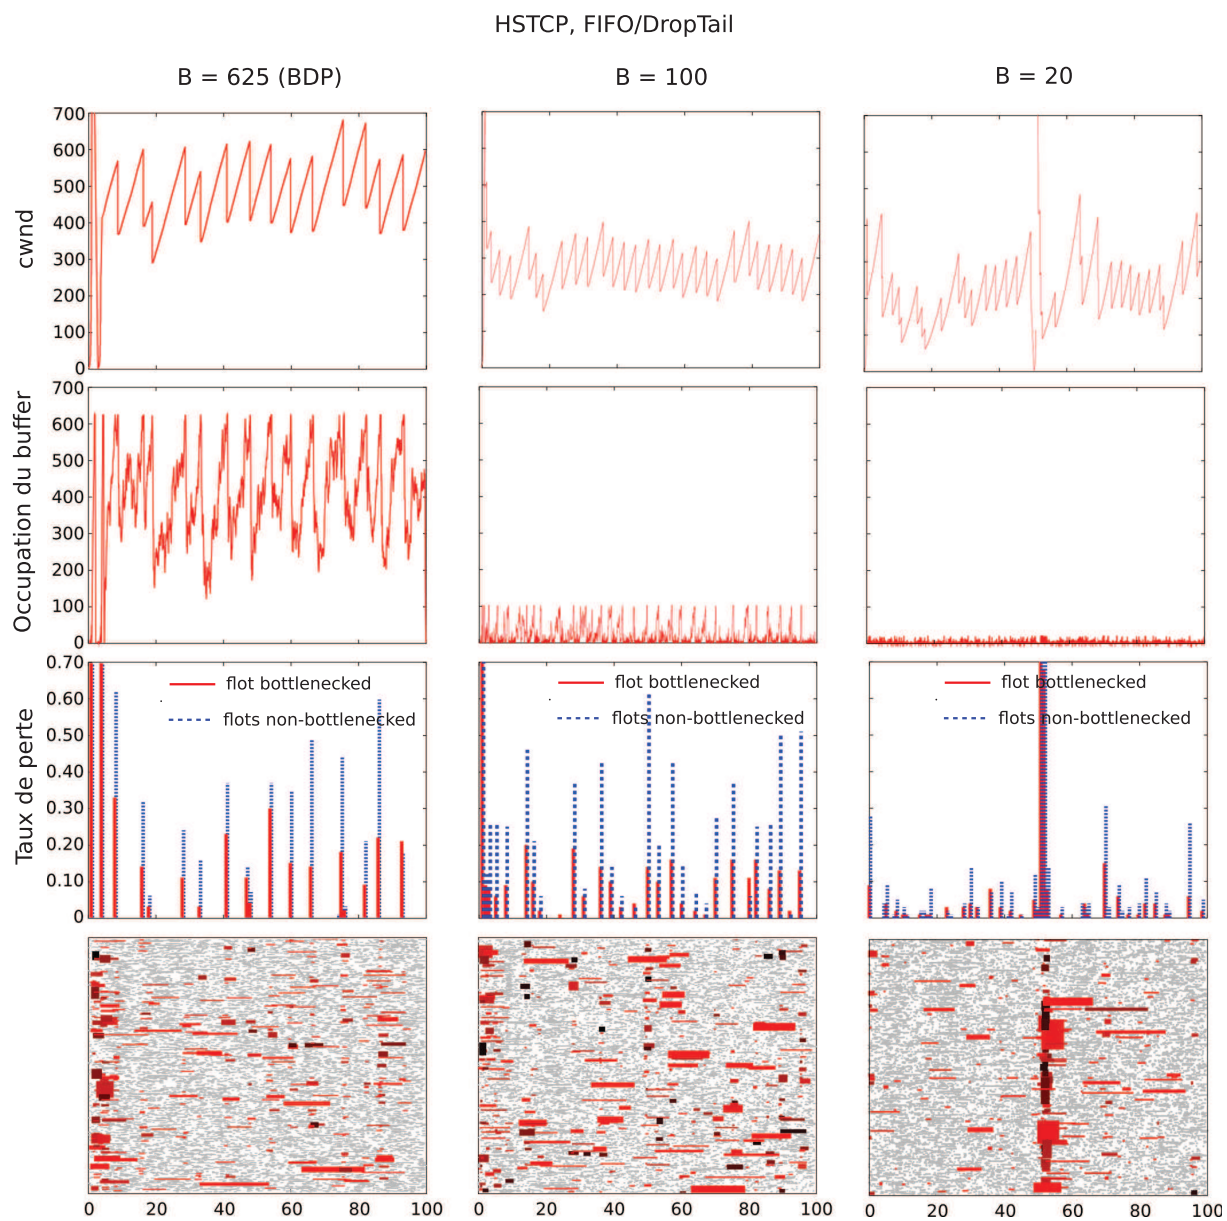 HSTCP, FIFO/DropTail
B = 625 (BDP)
B = 100
B = 20
cwnd
700
600
500
400
300
200
100
0
Occupation du buffer
700
600
500
400
300
200
100
0
Taux de perte
0.70
0.60
0.50
0.40
0.30
0.20
0.10
0
flot bottlenecked
flots non-bottlenecked
flot bottlenecked
flots non-bottlenecked
flot bottlenecked
flots non-bottlenecked
0 20 40 60 80 100
0 20 40 60 80 100
0 20 40 60 80 100